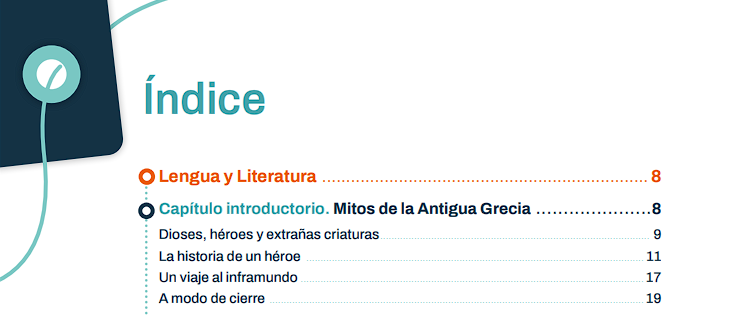 Índice
Lengua y Literatura ........................................................................ 8
Capítulo introductorio. Mitos de la Antigua Grecia .....................8
Dioses, héroes y extrañas criaturas 9
La historia de un héroe 11
Un viaje al inframundo 17
A modo de cierre 19